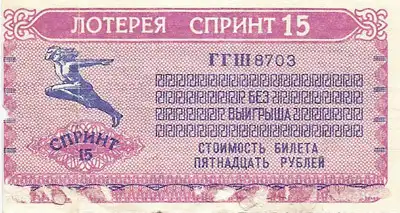 ЛОТЕРЕЯ СПРИНТ 15
ГГШ 8703
БЕЗ
ВЫИГРЫША
СПРИНТ
15
СТОИМОСТЬ БИЛЕТА
ПЯТНАДЦАТЬ РУБЛЕЙ